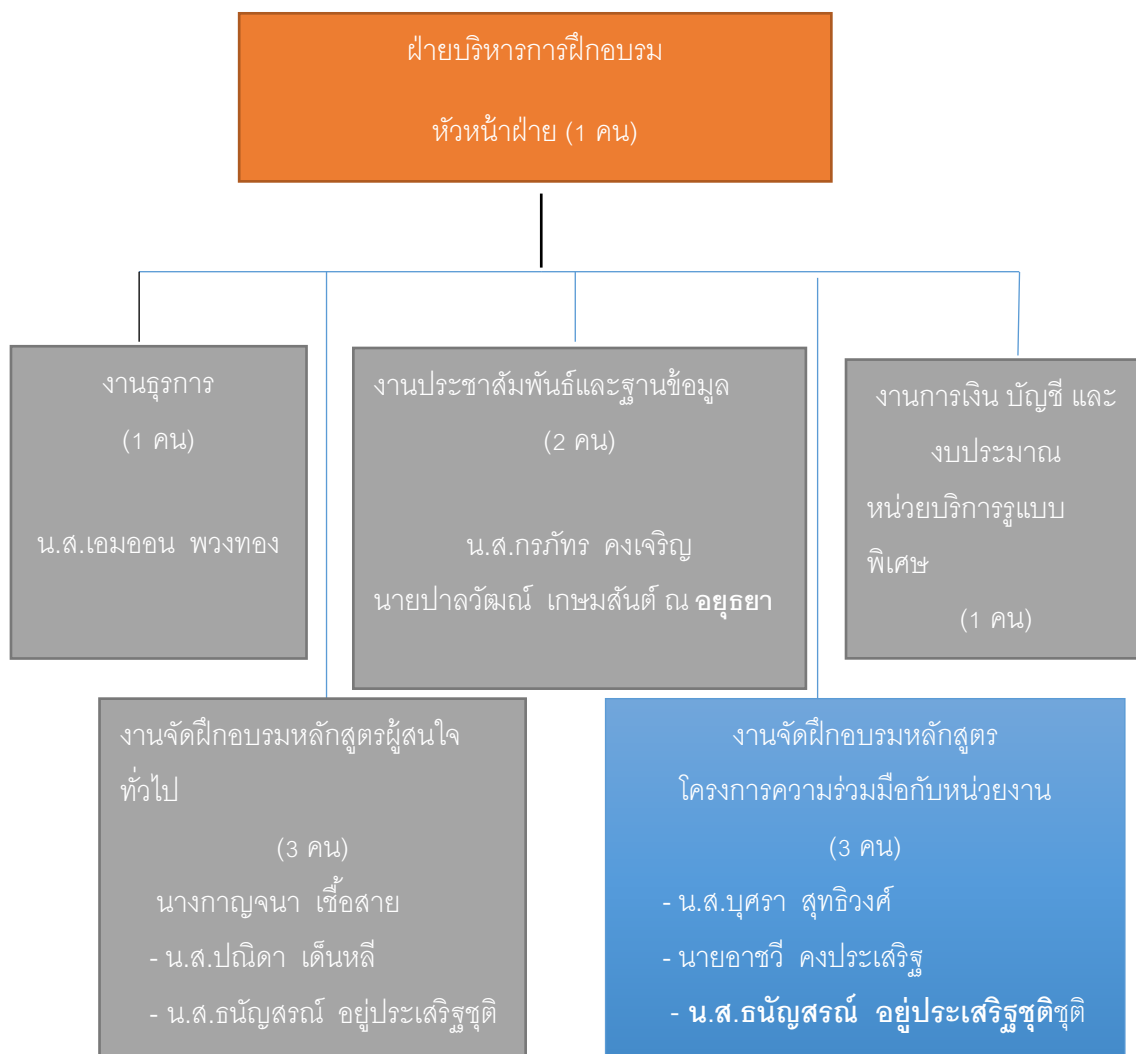 ฝ่ายบริหารการฝึกอบรม
หัวหน้าฝ่าย (1 คน)
งานธุรการ
(1 คน)
น.ส.เอมออน พวงทอง
งานประชาสัมพันธ์และฐานข้อมูล
(2 คน)
น.ส.กรภัทร คงเจริญ
นายปาลวัฒณ์ เกษมสันต์ ณ อยุธยา
งานการเงิน บัญชี และ
งบประมาณ
หน่วยบริการรูแบบ
พิเศษ
(1 คน)
งานจัดฝึกอบรมหลักสูตรผู้สนใจ
ทั่วไป
(3 คน)
นางกาญจนา เชื้อสาย
- น.ส.ปณิดา เด็นหลี
- น.ส.ธนัญสรณ์ อยู่ประเสริฐชุติ
งานจัดฝึกอบรมหลักสูตร
โครงการความร่วมมือกับหน่วยงาน
(3 คน)
- น.ส.บุศรา สุทธิวงศ์
- นายอาชวี คงประเสริฐ
- น.ส.ธนัญสรณ์ อยู่ประเสริฐชุติชุติ